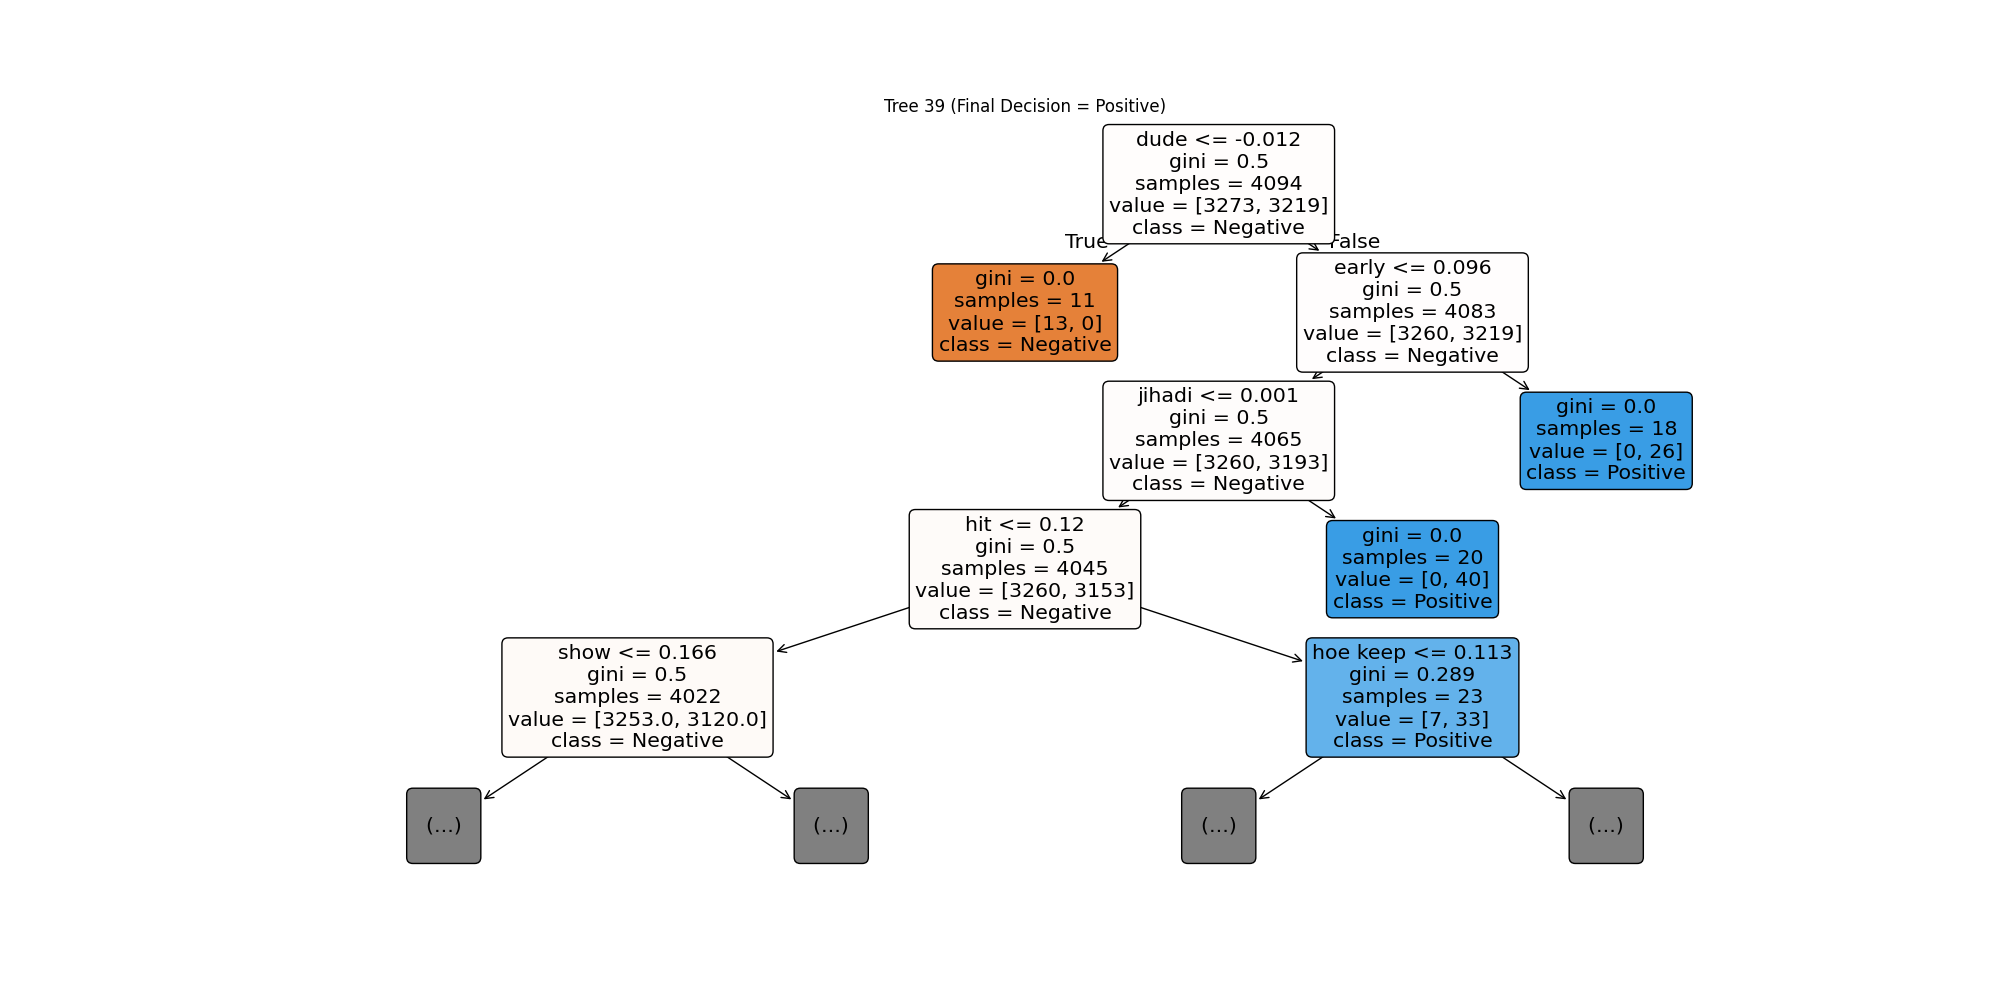 Tree 39 (Final Decision = Positive)
dude <= -0.012
gini = 0.5
samples = 4094
value = [3273, 3219]
class = Negative
True
False
gini = 0.0
samples = 11
value = [13, 0]
class = Negative
early <= 0.096
gini = 0.5
samples = 4083
value = [3260, 3219]
class = Negative
jihadi <= 0.001
gini = 0.5
samples = 4065
value = [3260, 3193]
class = Negative
gini = 0.0
samples = 18
value = [0, 26]
class = Positive
hit <= 0.12
gini = 0.5
samples = 4045
value = [3260, 3153]
class = Negative
gini = 0.0
samples = 20
value = [0, 40]
class = Positive
show <= 0.166
gini = 0.5
samples = 4022
value = [3253.0, 3120.0]
class = Negative
hoe keep <= 0.113
gini = 0.289
samples = 23
value = [7, 33]
class = Positive
(...)
(...)
(...)
(...)